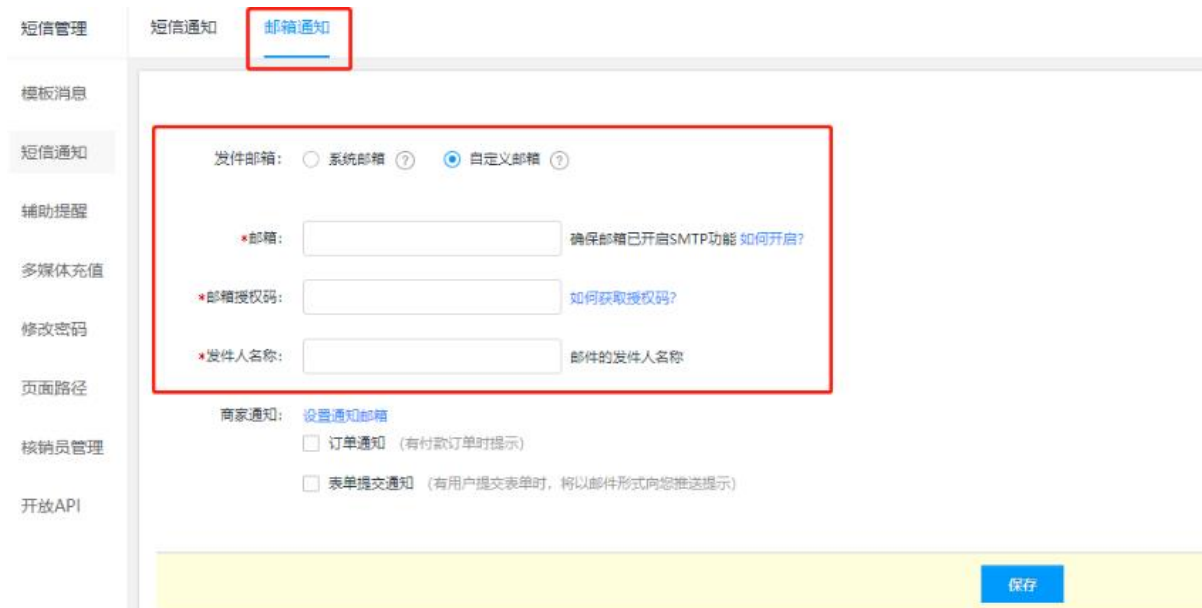 短信管理
短信通知 邮箱通知
模板消息
短信通知
辅助提醒
多媒体充值
修改密码
页面路径
核销员管理
开放API
发件邮箱： 系统邮箱 ? 自定义邮箱 ?
*邮箱： 确保邮箱已开启SMTP功能 如何开启?
*邮箱授权码： 如何获取授权码?
*发件人名称： 邮件的发件人名称
商家通知： 设置通知邮箱
订单通知 （有付款订单时提示）
表单提交通知 （有用户提交表单时，将以邮件形式向您推送提示）
保存